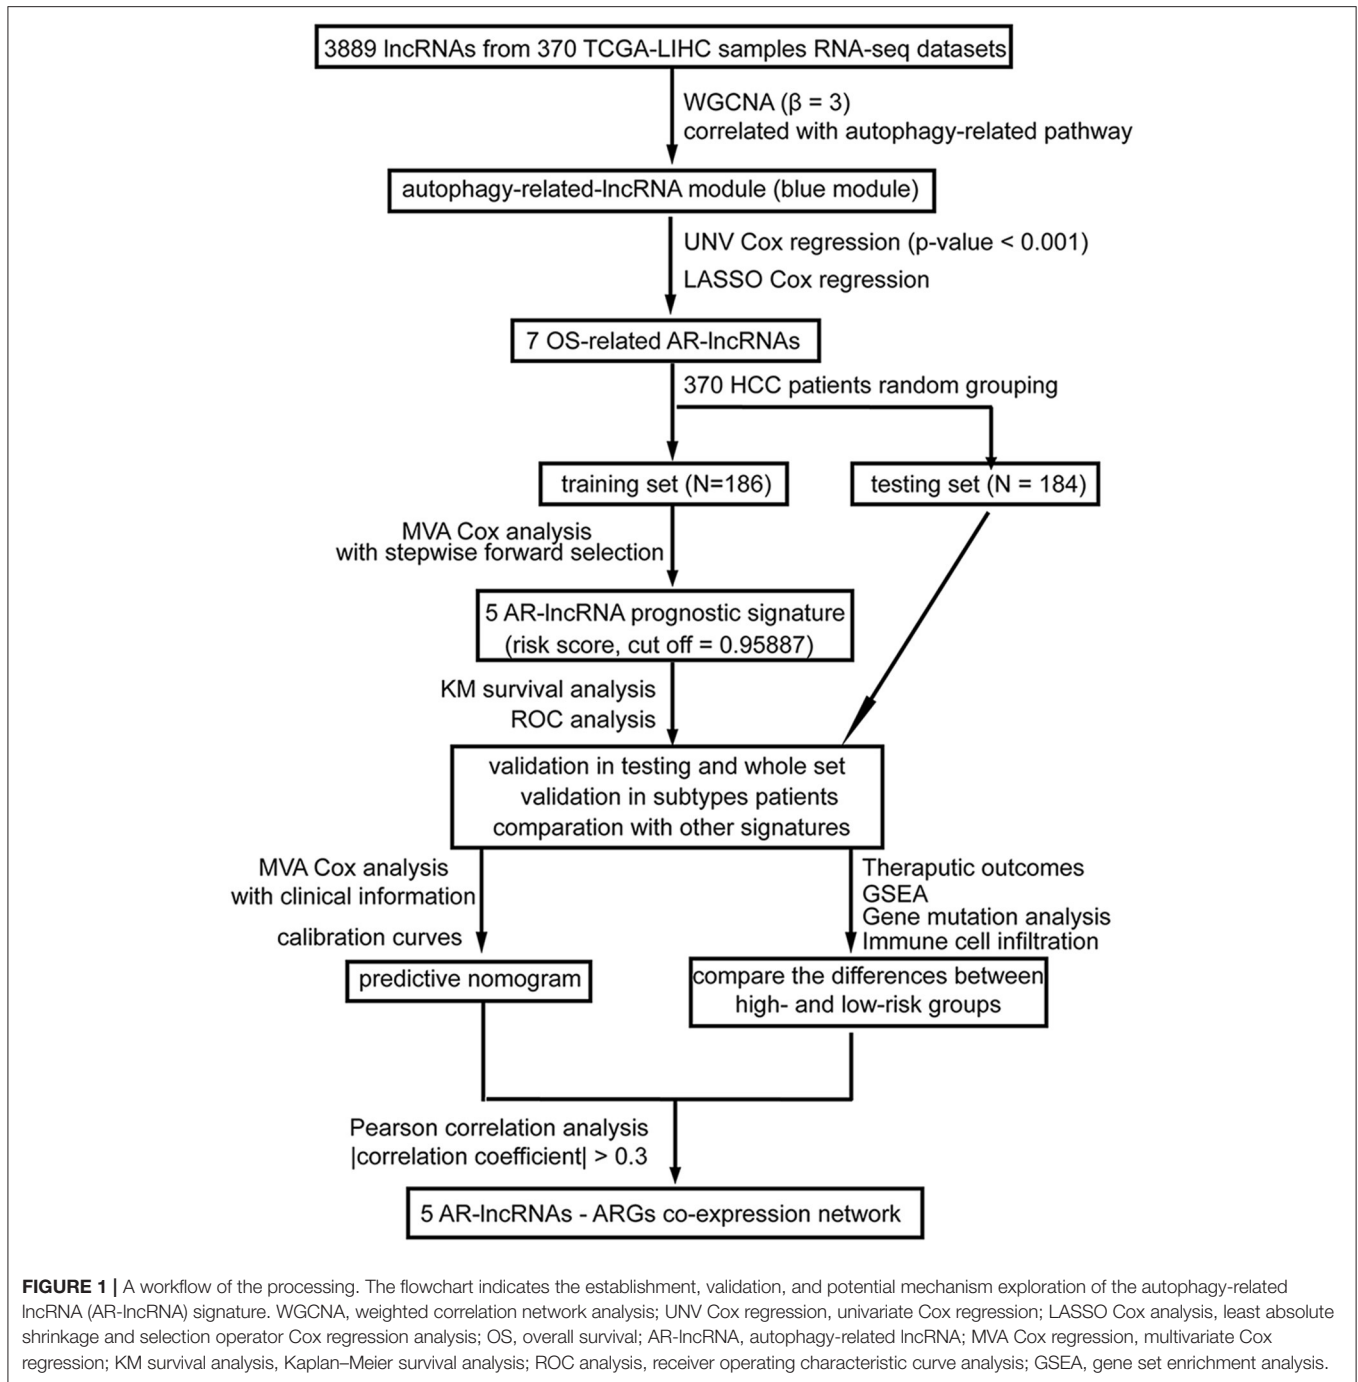 3889 lncRNAs from 370 TCGA-LIHC samples RNA-seq datasets
WGCNA (β = 3)
correlated with autophagy-related pathway
autophagy-related-lncRNA module (blue module)
UNV Cox regression (p-value < 0.001)
LASSO Cox regression
7 OS-related AR-lncRNAs
370 HCC patients random grouping
training set (N=186)
testing set (N = 184)
MVA Cox analysis
with stepwise forward selection
5 AR-lncRNA prognostic signature
(risk score, cut off = 0.95887)
KM survival analysis
ROC analysis
validation in testing and whole set
validation in subtypes patients
comparation with other signatures
MVA Cox analysis
with clinical information
calibration curves
Theraputic outcomes
GSEA
Gene mutation analysis
Immune cell infiltration
predictive nomogram
compare the differences between
high- and low-risk groups
Pearson correlation analysis
|correlation coefficient| > 0.3
5 AR-lncRNAs - ARGs co-expression network
FIGURE 1 | A workflow of the processing. The flowchart indicates the establishment, validation, and potential mechanism exploration of the autophagy-related
lncRNA (AR-lncRNA) signature. WGCNA, weighted correlation network analysis; UNV Cox regression, univariate Cox regression; LASSO Cox analysis, least absolute
shrinkage and selection operator Cox regression analysis; OS, overall survival; AR-lncRNA, autophagy-related lncRNA; MVA Cox regression, multivariate Cox
regression; KM survival analysis, Kaplan–Meier survival analysis; ROC analysis, receiver operating characteristic curve analysis; GSEA, gene set enrichment analysis.